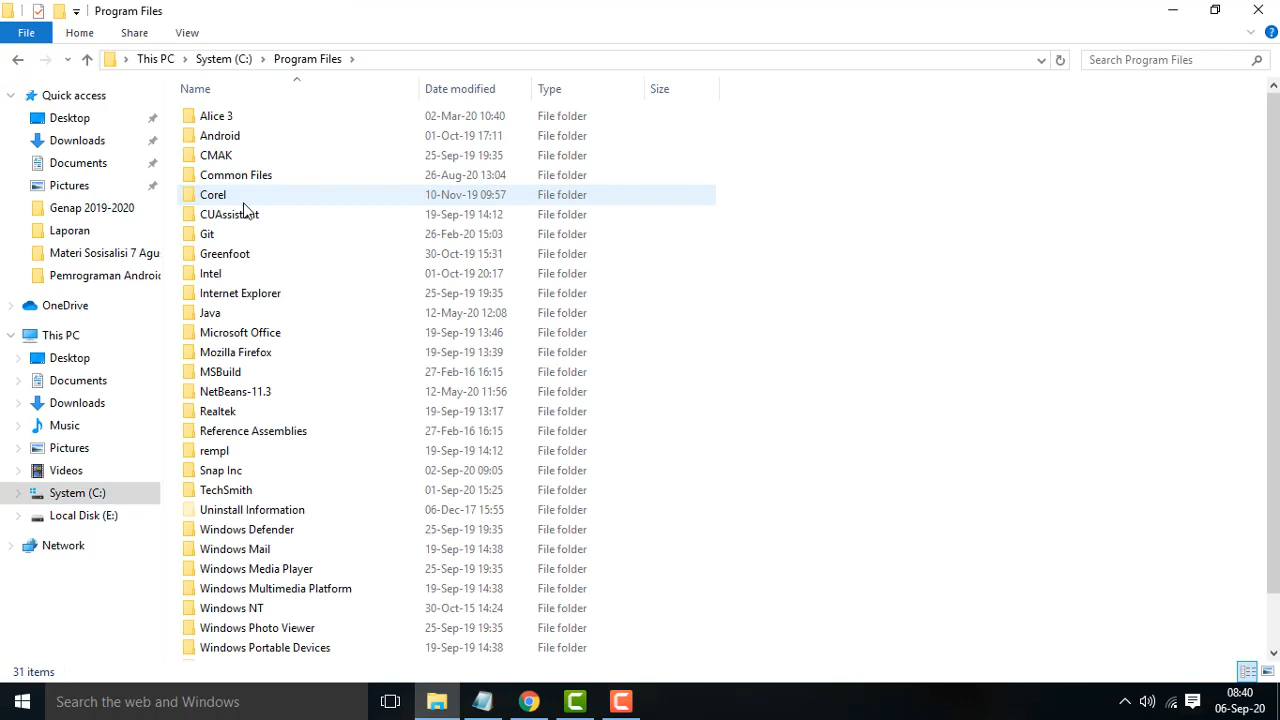 Program Files
File Home Share View
This PC System (C:) Program Files Search Program Files
Name Date modified Type Size
Quick access
Desktop
Downloads
Documents
Pictures
Genap 2019-2020
Laporan
Materi Sosisalisi 7 Agu
Pemrograman Android
OneDrive
This PC
Desktop
Documents
Downloads
Music
Pictures
Videos
System (C:)
Local Disk (E:)
Network
Alice 3 02-Mar-20 10:40 File folder
Android 01-Oct-19 17:11 File folder
CMAK 25-Sep-19 19:35 File folder
Common Files 26-Aug-20 13:04 File folder
Corel 10-Nov-19 09:57 File folder
CUAssistant 19-Sep-19 14:12 File folder
Git 26-Feb-20 15:03 File folder
Greenfoot 30-Oct-19 15:31 File folder
Intel 01-Oct-19 20:17 File folder
Internet Explorer 25-Sep-19 19:35 File folder
Java 12-May-20 12:08 File folder
Microsoft Office 19-Sep-19 13:46 File folder
Mozilla Firefox 19-Sep-19 13:39 File folder
MSBuild 27-Feb-16 16:15 File folder
NetBeans-11.3 12-May-20 11:56 File folder
Realtek 19-Sep-19 13:17 File folder
Reference Assemblies 27-Feb-16 16:15 File folder
rempl 19-Sep-19 14:12 File folder
Snap Inc 02-Sep-20 09:05 File folder
TechSmith 01-Sep-20 15:25 File folder
Uninstall Information 06-Dec-17 15:55 File folder
Windows Defender 25-Sep-19 19:35 File folder
Windows Mail 19-Sep-19 14:38 File folder
Windows Media Player 25-Sep-19 19:35 File folder
Windows Multimedia Platform 19-Sep-19 14:38 File folder
Windows NT 30-Oct-15 14:24 File folder
Windows Photo Viewer 25-Sep-19 19:35 File folder
Windows Portable Devices 19-Sep-19 14:38 File folder
31 items
Search the web and Windows
08:40
06-Sep-20